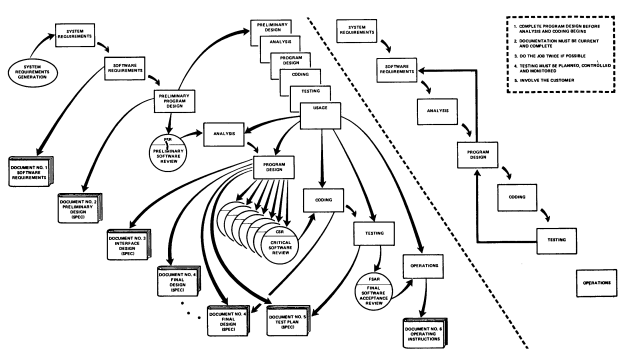 SYSTEM
REQUIREMENTS
SYSTEM
REQUIREMENTS
GENERATION
SOFTWARE
REQUIREMENTS
PRELIMINARY
PROGRAM
DESIGN
PRELIMINARY
DESIGN
ANALYSIS
PROGRAM
DESIGN
CODING
TESTING
USAGE
PSR
PRELIMINARY
SOFTWARE
REVIEW
ANALYSIS
PROGRAM
DESIGN
CSR
CRITICAL
SOFTWARE
REVIEW
CODING
TESTING
FSAR
FINAL
SOFTWARE
ACCEPTANCE
REVIEW
OPERATIONS
DOCUMENT NO. 1
SOFTWARE
REQUIREMENTS
DOCUMENT NO. 2
PRELIMINARY
DESIGN
(SPEC)
DOCUMENT NO. 3
INTERFACE
DESIGN
(SPEC)
DOCUMENT NO. 4
FINAL
DESIGN
(SPEC)
DOCUMENT NO. 4
FINAL
DESIGN
(SPEC)
DOCUMENT NO. 5
TEST PLAN
(SPEC)
DOCUMENT NO. 6
OPERATING
INSTRUCTIONS
SYSTEM
REQUIREMENTS
SOFTWARE
REQUIREMENTS
ANALYSIS
PROGRAM
DESIGN
CODING
TESTING
OPERATIONS
1. COMPLETE PROGRAM DESIGN BEFORE
ANALYSIS AND CODING BEGINS
2. DOCUMENTATION MUST BE CURRENT
AND COMPLETE
3. DO THE JOB TWICE IF POSSIBLE
4. TESTING MUST BE PLANNED, CONTROLLED
AND MONITORED
5. INVOLVE THE CUSTOMER